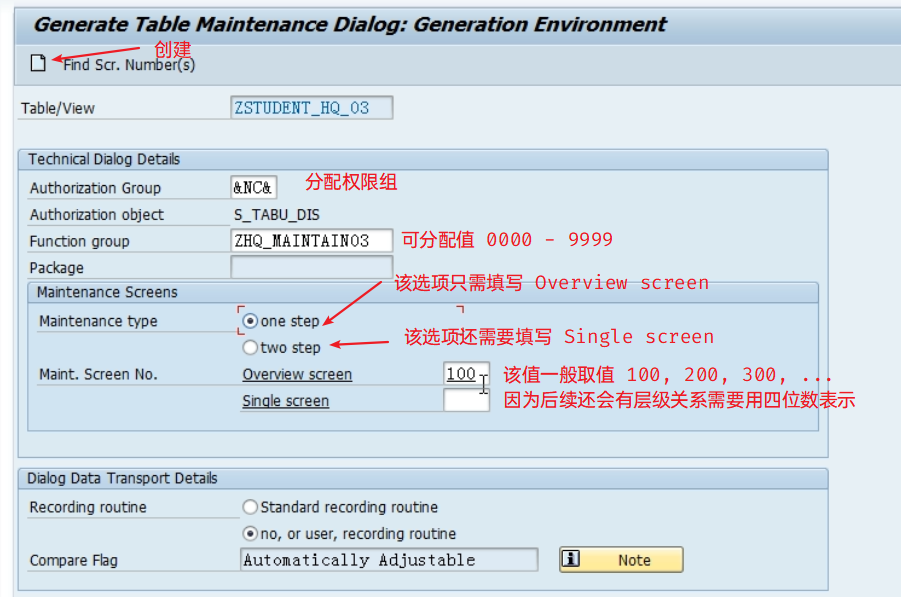 Generate Table Maintenance Dialog: Generation Environment
创建
Find Scr. Number(s)
Table/View ZSTUDENT_HQ_03
Technical Dialog Details
Authorization Group &NC& 分配权限组
Authorization object S_TABU_DIS
Function group ZHQ_MAINTAIN03 可分配值 0000 - 9999
Package
该选项只需填写 Overview screen
Maintenance Screens
Maintenance type one step
该选项还需要填写 Single screen
two step
Maint. Screen No. Overview screen 100 该值一般取值 100, 200, 300, ...
Single screen 因为后续还会有层级关系需要用四位数表示
Dialog Data Transport Details
Recording routine Standard recording routine
no, or user, recording routine
Compare Flag Automatically Adjustable Note